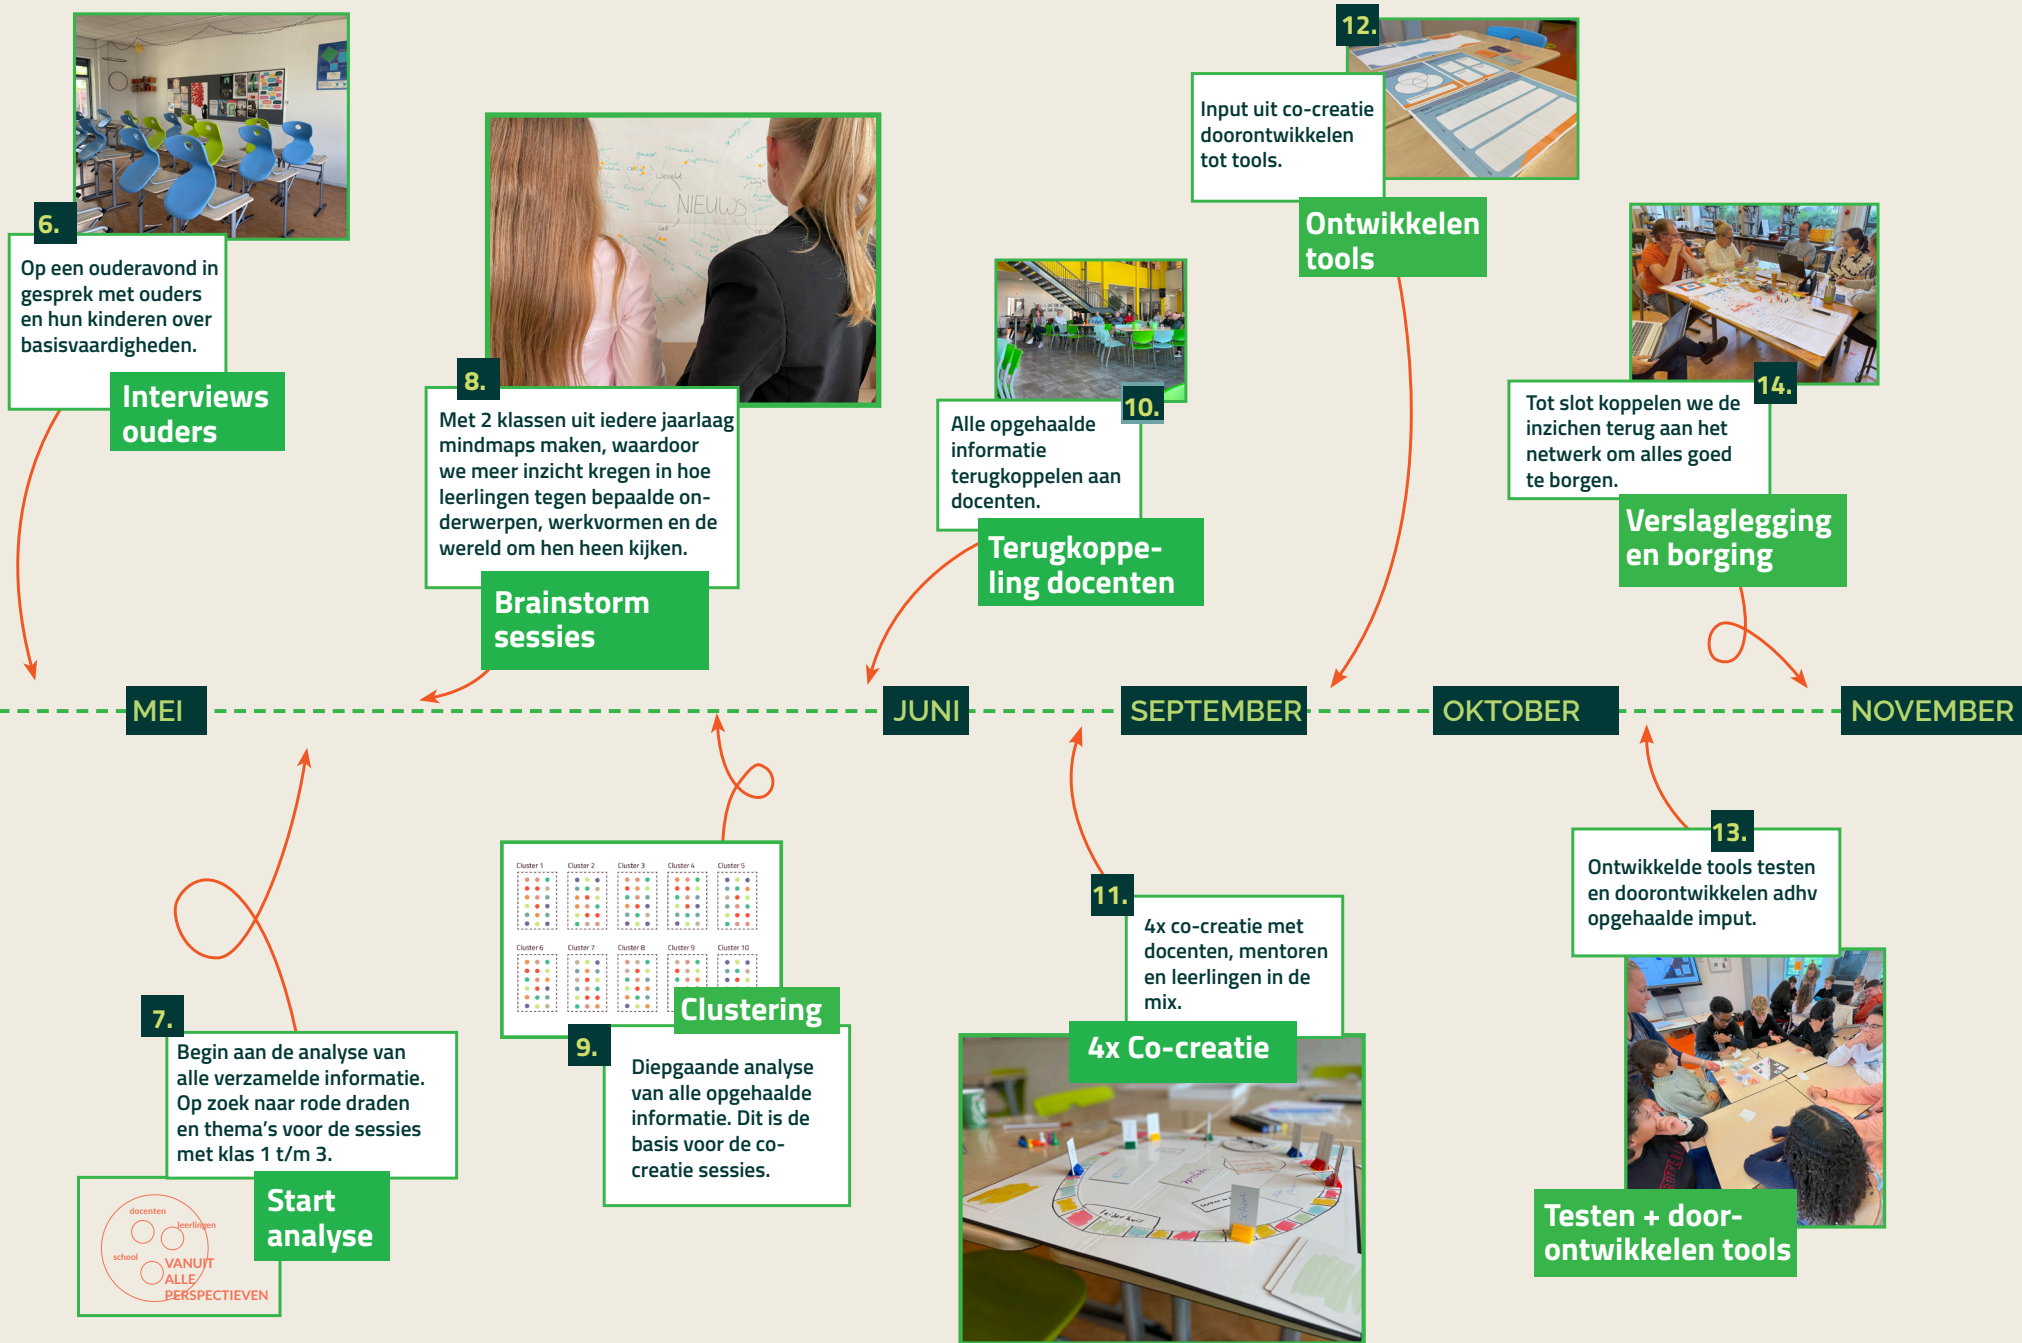 6.
Op een ouderavond in
gesprek met ouders
en hun kinderen over
basisvaardigheden.
Interviews
ouders
wereld
NIEUWS
8.
Met 2 klassen uit iedere jaarlaag
mindmaps maken, waardoor
we meer inzicht kregen in hoe
leerlingen tegen bepaalde on-
derwerpen, werkvormen en de
wereld om hen heen kijken.
Brainstorm
sessies
10.
Alle opgehaalde
informatie
terugkoppelen aan
docenten.
Terugkoppe-
ling docenten
12.
Input uit co-creatie
doorontwikkelen
tot tools.
Ontwikkelen
tools
14.
Tot slot koppelen we de
inzichen terug aan het
netwerk om alles goed
te borgen.
Verslaglegging
en borging
MEI
JUNI
SEPTEMBER
OKTOBER
NOVEMBER
7.
Begin aan de analyse van
alle verzamelde informatie.
Op zoek naar rode draden
en thema's voor de sessies
met klas 1 t/m 3.
Start
analyse
docenten
leerlingen
school
VANUIT
ALLE
PERSPECTIEVEN
Cluster 1 Cluster 2 Cluster 3 Cluster 4 Cluster 5
Cluster 6 Cluster 7 Cluster 8 Cluster 9 Cluster 10
Clustering
9.
Diepgaande analyse
van alle opgehaalde
informatie. Dit is de
basis voor de co-
creatie sessies.
11.
4x co-creatie met
docenten, mentoren
en leerlingen in de
mix.
4x Co-creatie
13.
Ontwikkelde tools testen
en doorontwikkelen adhv
opgehaalde imput.
Testen + door-
ontwikkelen tools